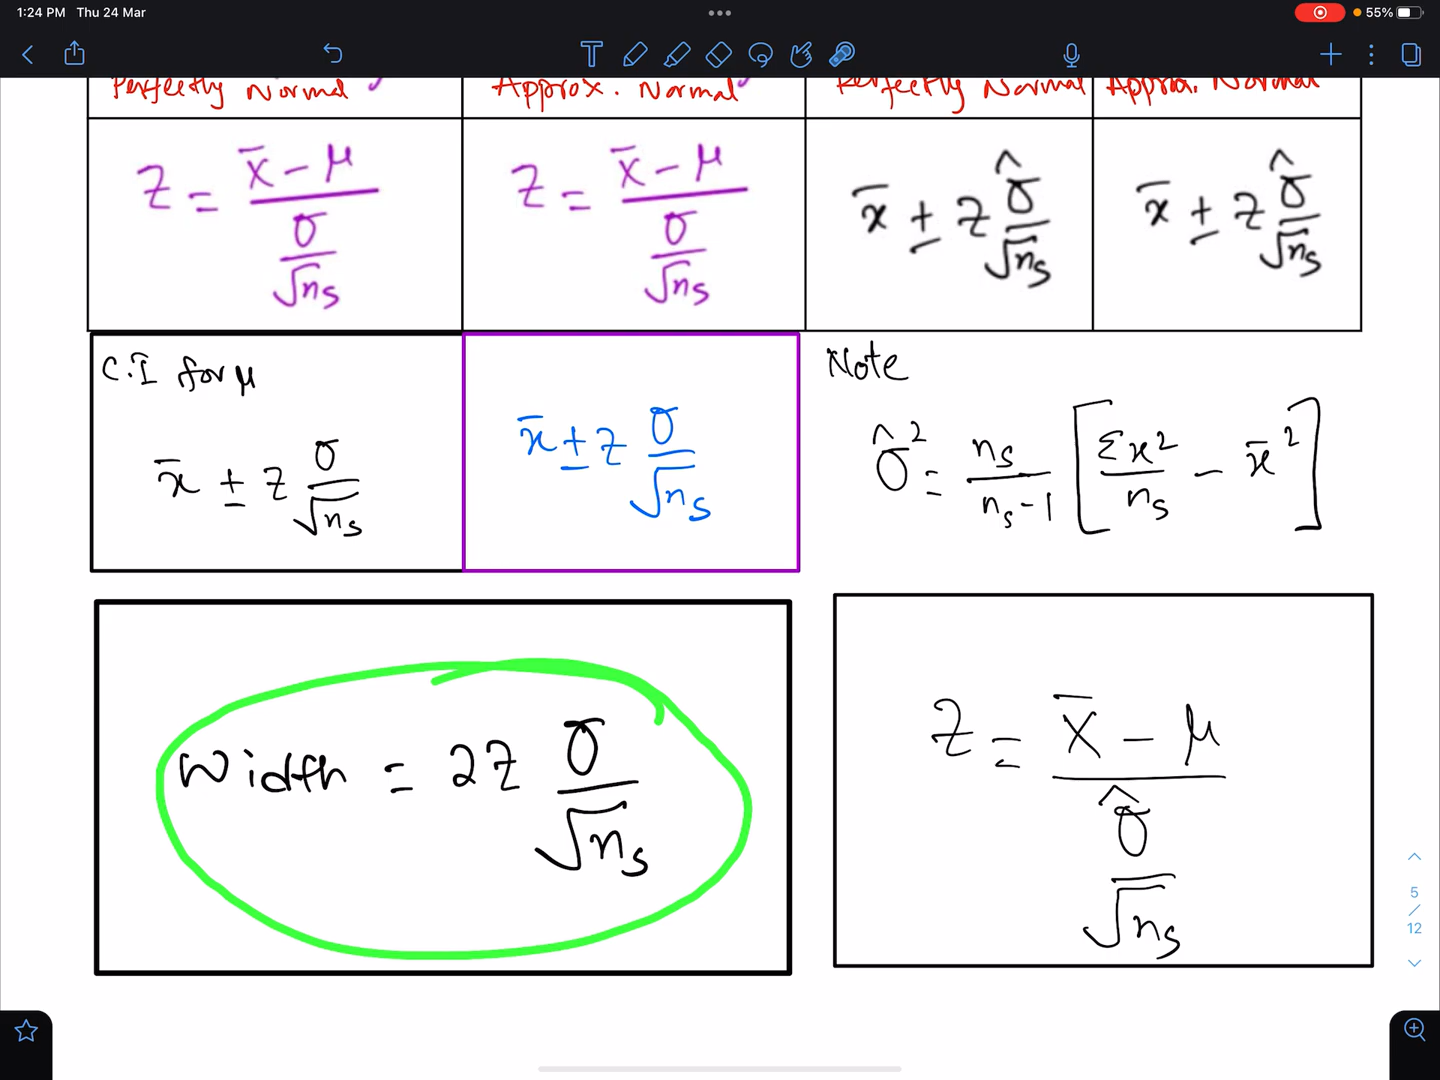 1:24 PM Thu 24 Mar
55%
Perfectly Normal
Approx. Normal
Perfectly Normal
Approx. Normal
Z = (x̄ − μ) / (σ / √nₛ)
Z = (x̄ − μ) / (σ / √nₛ)
x̄ ± z σ̂ / √nₛ
x̄ ± z σ̂ / √nₛ
C.I for μ
x̄ ± z σ / √nₛ
x̄ ± z σ / √nₛ
Note
σ̂² = nₛ / (nₛ − 1) [Σx² / nₛ − x̄²]
Width = 2Z σ / √nₛ
Z = (x̄ − μ) / (σ̂ / √nₛ)
5
/
12